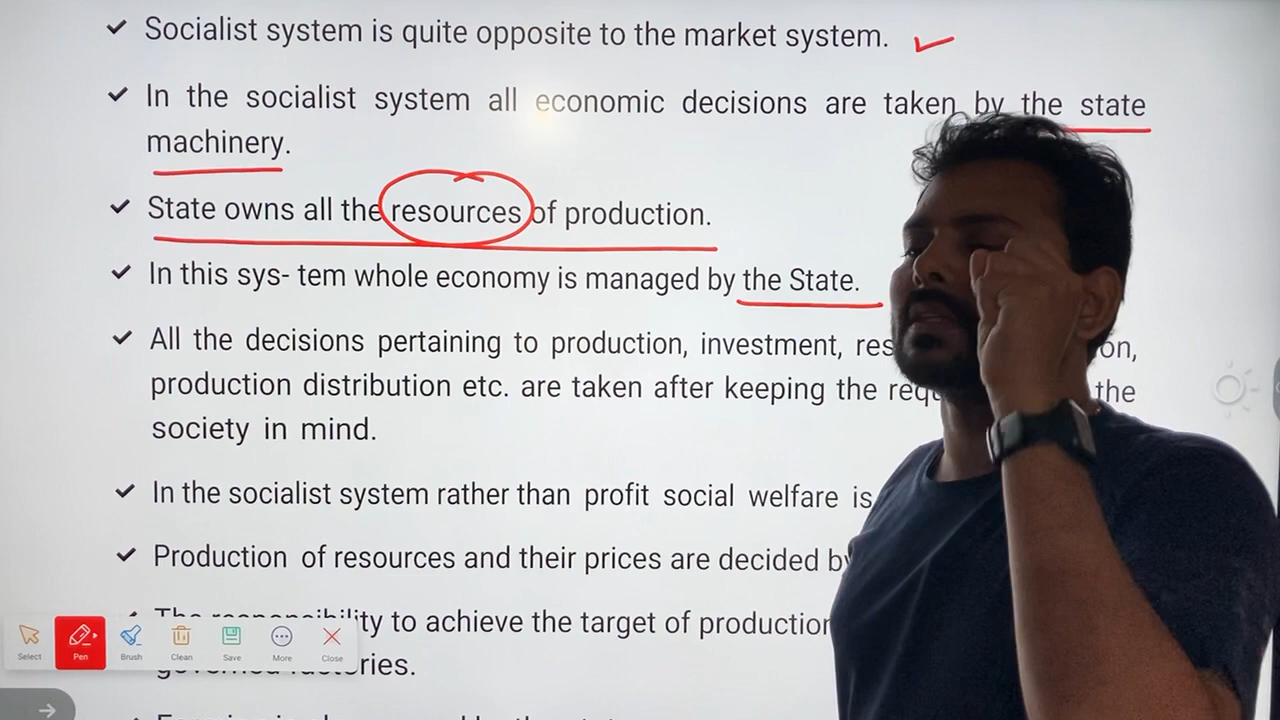 Socialist system is quite opposite to the market system.
In the socialist system all economic decisions are taken by the state
machinery.
State owns all the resources of production.
In this sys- tem whole economy is managed by the State.
All the decisions pertaining to production, investment,
production distribution etc. are taken after keeping the the
society in mind.
In the socialist system rather than profit social welfare is
Production of resources and their prices are decided
The responsibility to achieve the target of production
Select
Pen
Brush
Clean
Save
More
Close